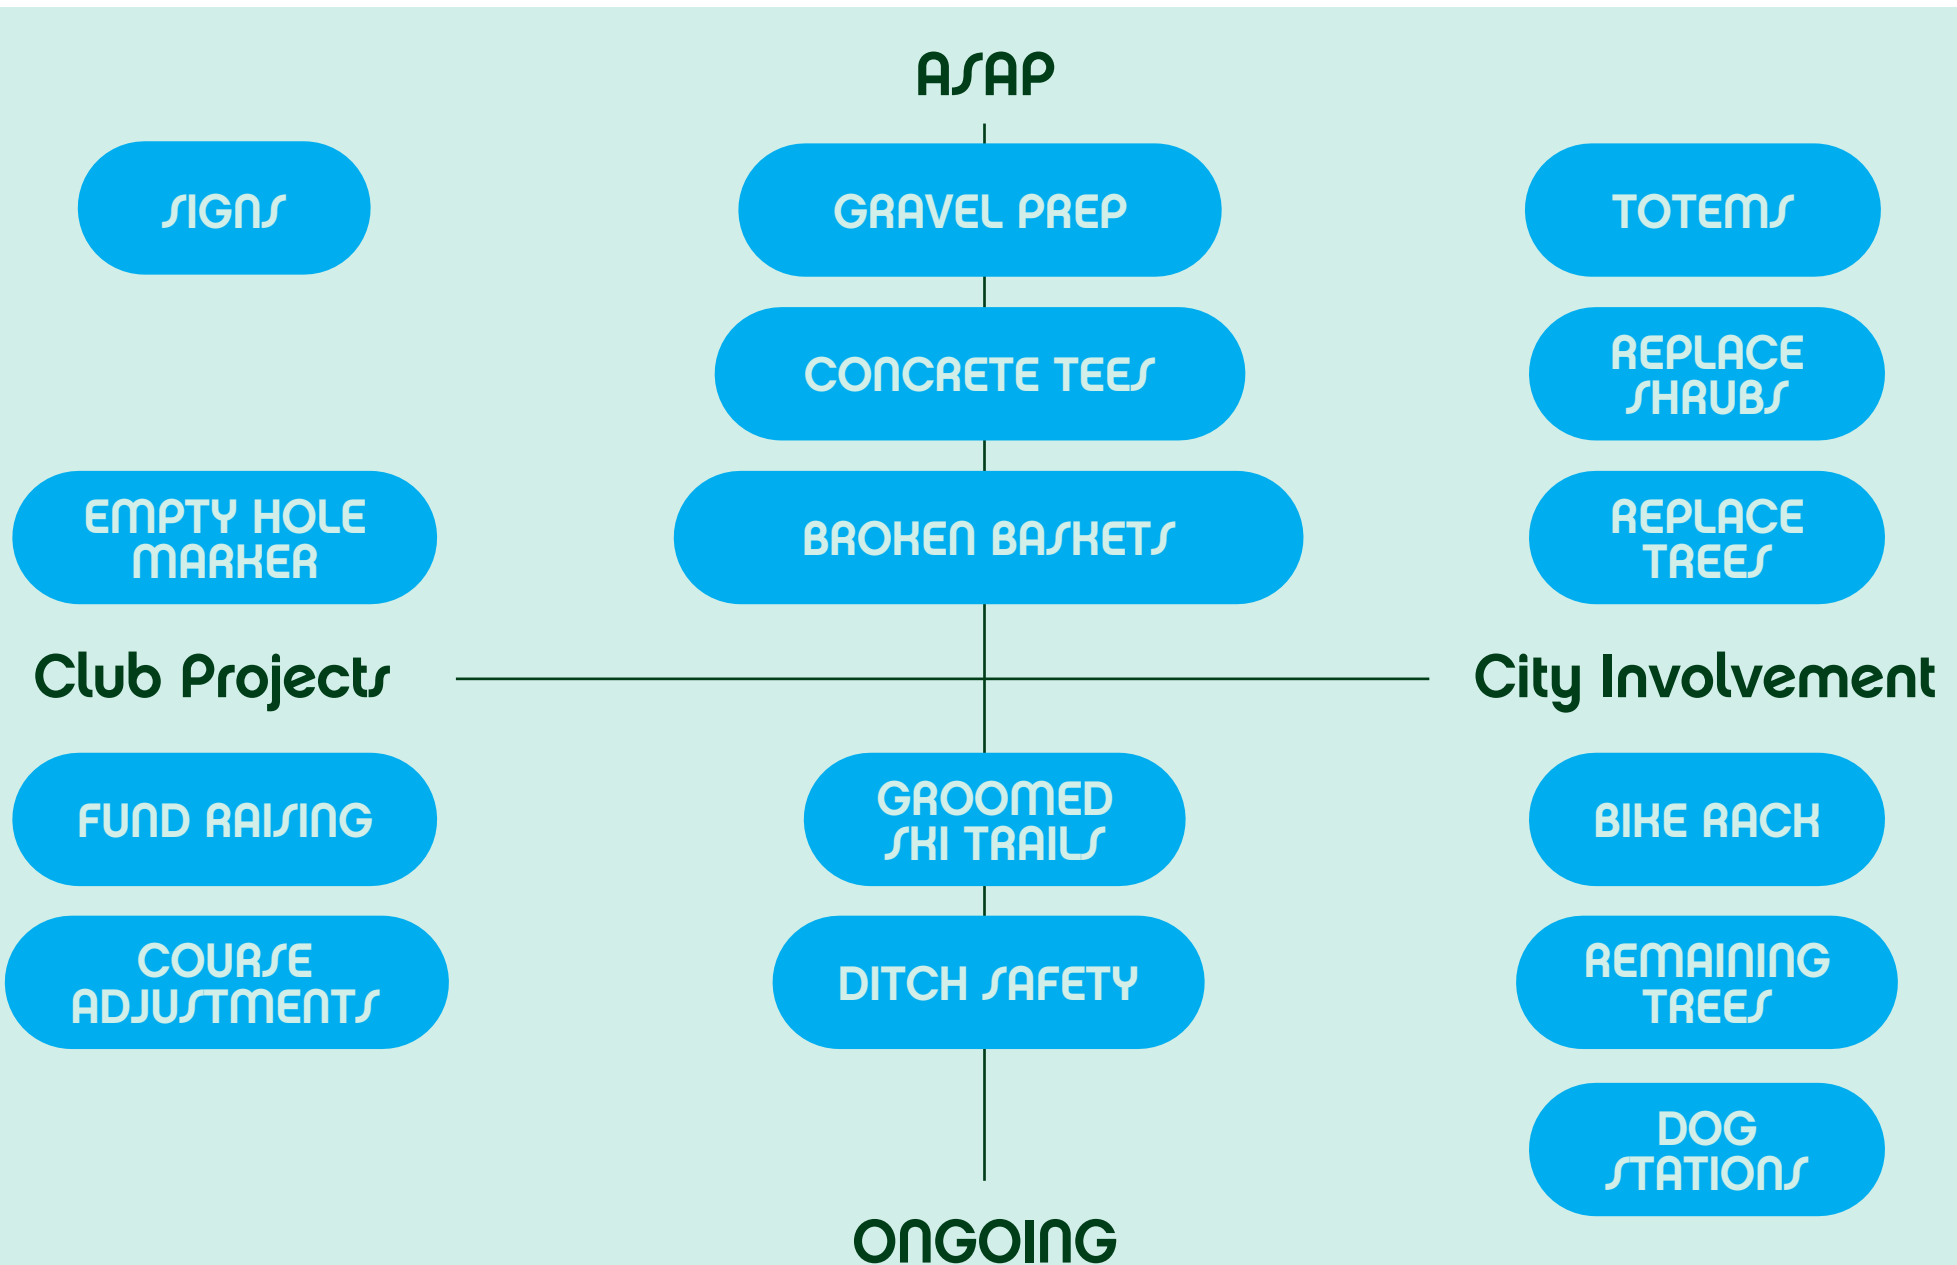 ASAP
SIGNS
GRAVEL PREP
TOTEMS
CONCRETE TEES
REPLACE
SHRUBS
EMPTY HOLE
MARKER
BROKEN BASKETS
REPLACE
TREES
Club Projects
City Involvement
FUND RAISING
GROOMED
SKI TRAILS
BIKE RACK
COURSE
ADJUSTMENTS
DITCH SAFETY
REMAINING
TREES
DOG
STATIONS
ONGOING